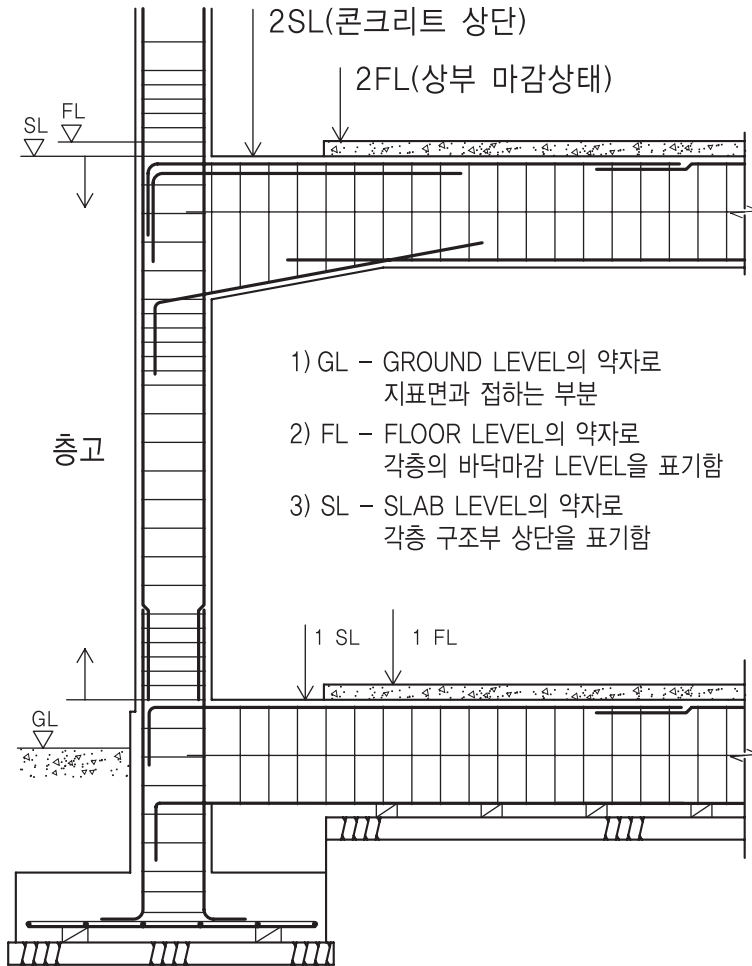 2SL(콘크리트 상단)
2FL(상부 마감상태)
FL
SL
1) GL - GROUND LEVEL의 약자로
지표면과 접하는 부분
층고
2) FL - FLOOR LEVEL의 약자로
각층의 바닥마감 LEVEL을 표기함
3) SL - SLAB LEVEL의 약자로
각층 구조부 상단을 표기함
1 SL
1 FL
GL